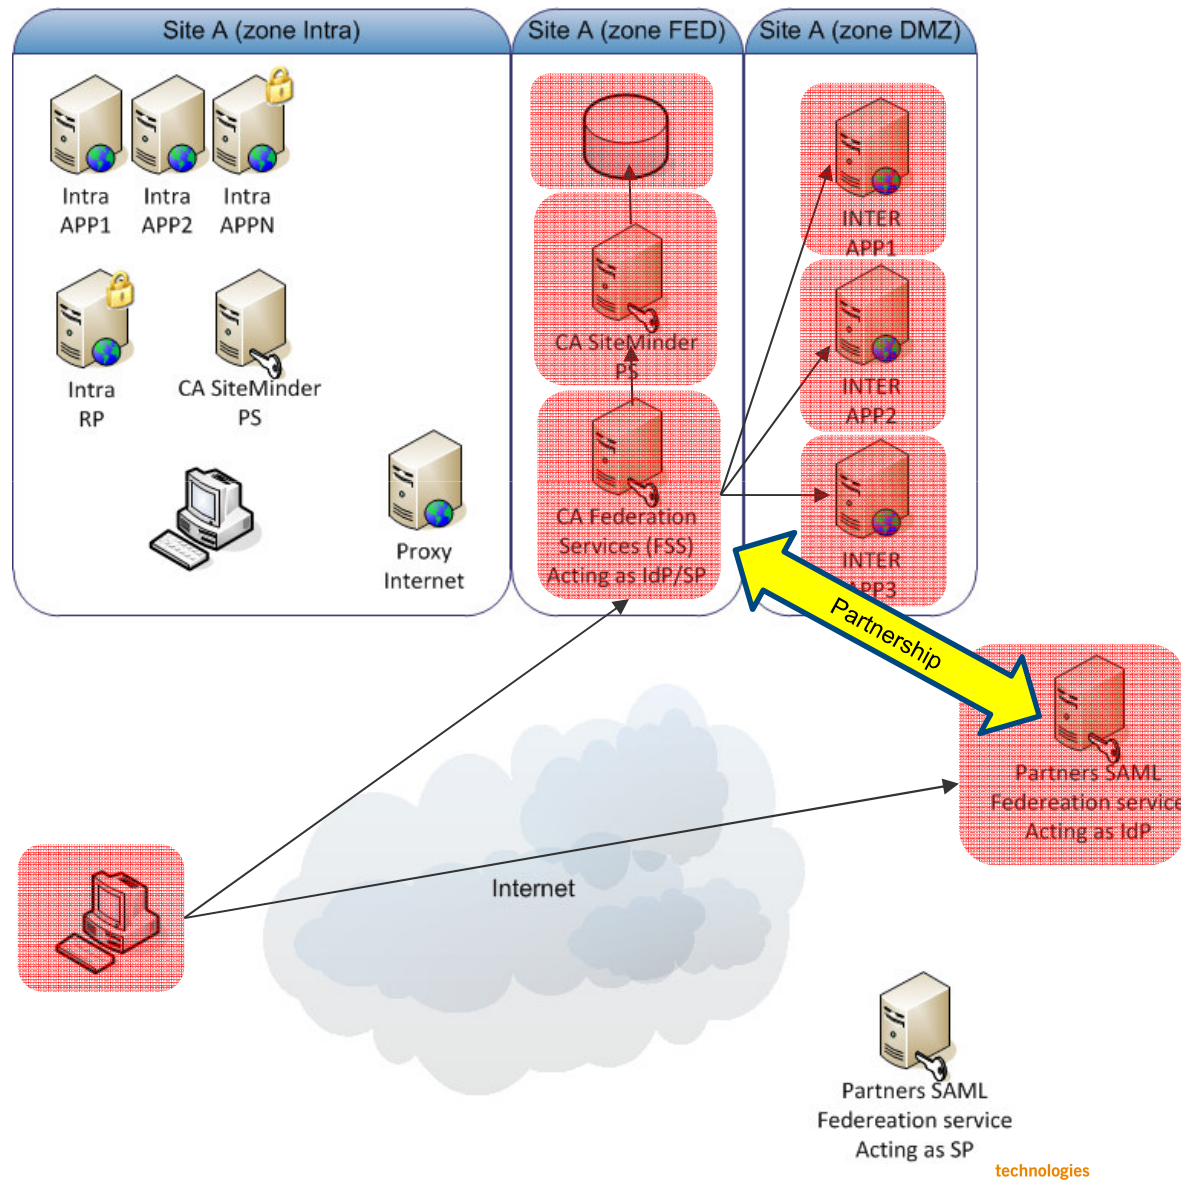 Site A (zone Intra)
Site A (zone FED)
Site A (zone DMZ)
Intra
APP1
Intra
APP2
Intra
APPN
Intra
RP
CA SiteMinder
PS
Proxy
Internet
CA SiteMinder
PS
CA Federation
Services (FSS)
Acting as IdP/SP
INTER
APP1
INTER
APP2
INTER
APP3
Partnership
Partners SAML
Federeation service
Acting as IdP
Internet
Partners SAML
Federeation service
Acting as SP
technologies